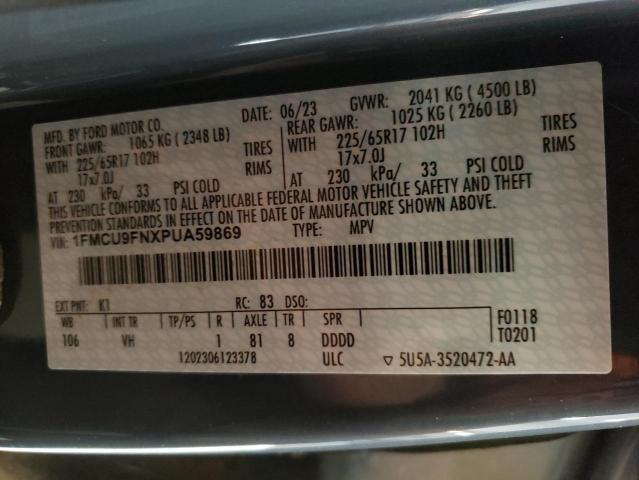 MFD. BY FORD MOTOR CO.
DATE: 06/23 GVWR: 2041 KG ( 4500 LB)
FRONT GAWR: 1065 KG ( 2348 LB)
REAR GAWR: 1025 KG ( 2260 LB)
WITH 225/65R17 102H TIRES
WITH 225/65R17 102H TIRES
17x7.0J RIMS
17x7.0J RIMS
AT 230 kPa/ 33 PSI COLD
AT 230 kPa/ 33 PSI COLD
THIS VEHICLE CONFORMS TO ALL APPLICABLE FEDERAL MOTOR VEHICLE SAFETY AND THEFT
PREVENTION STANDARDS IN EFFECT ON THE DATE OF MANUFACTURE SHOWN ABOVE.
VIN: 1FMCU9FNXPUA59869 TYPE: MPV
EXT PNT: K1 RC: 83 DSO:
WB INT TR TP/PS R AXLE TR SPR F0118
106 VH 1 81 8 DDDD T0201
1202306123378 ULC ▽ 5U5A-3520472-AA